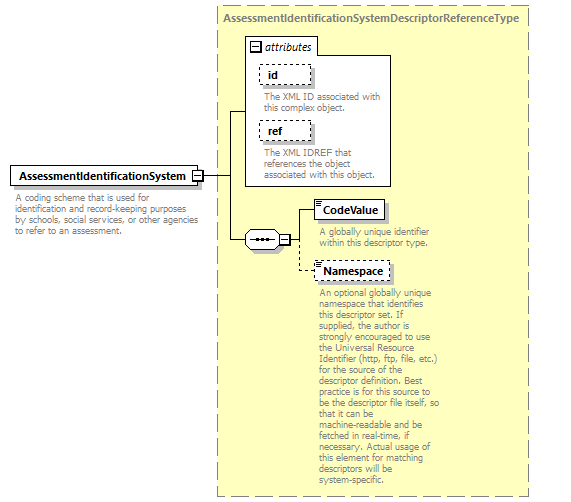 AssessmentIdentificationSystemDescriptorReferenceType
attributes
id
The XML ID associated with
this complex object.
ref
The XML IDREF that
references the object
associated with this object.
AssessmentIdentificationSystem
A coding scheme that is used for
identification and record-keeping purposes
by schools, social services, or other agencies
to refer to an assessment.
CodeValue
A globally unique identifier
within this descriptor type.
Namespace
An optional globally unique
namespace that identifies
this descriptor set. If
supplied, the author is
strongly encouraged to use
the Universal Resource
Identifier (http, ftp, file, etc.)
for the source of the
descriptor definition. Best
practice is for this source to
be the descriptor file itself, so
that it can be
machine-readable and be
fetched in real-time, if
necessary. Actual usage of
this element for matching
descriptors will be
system-specific.